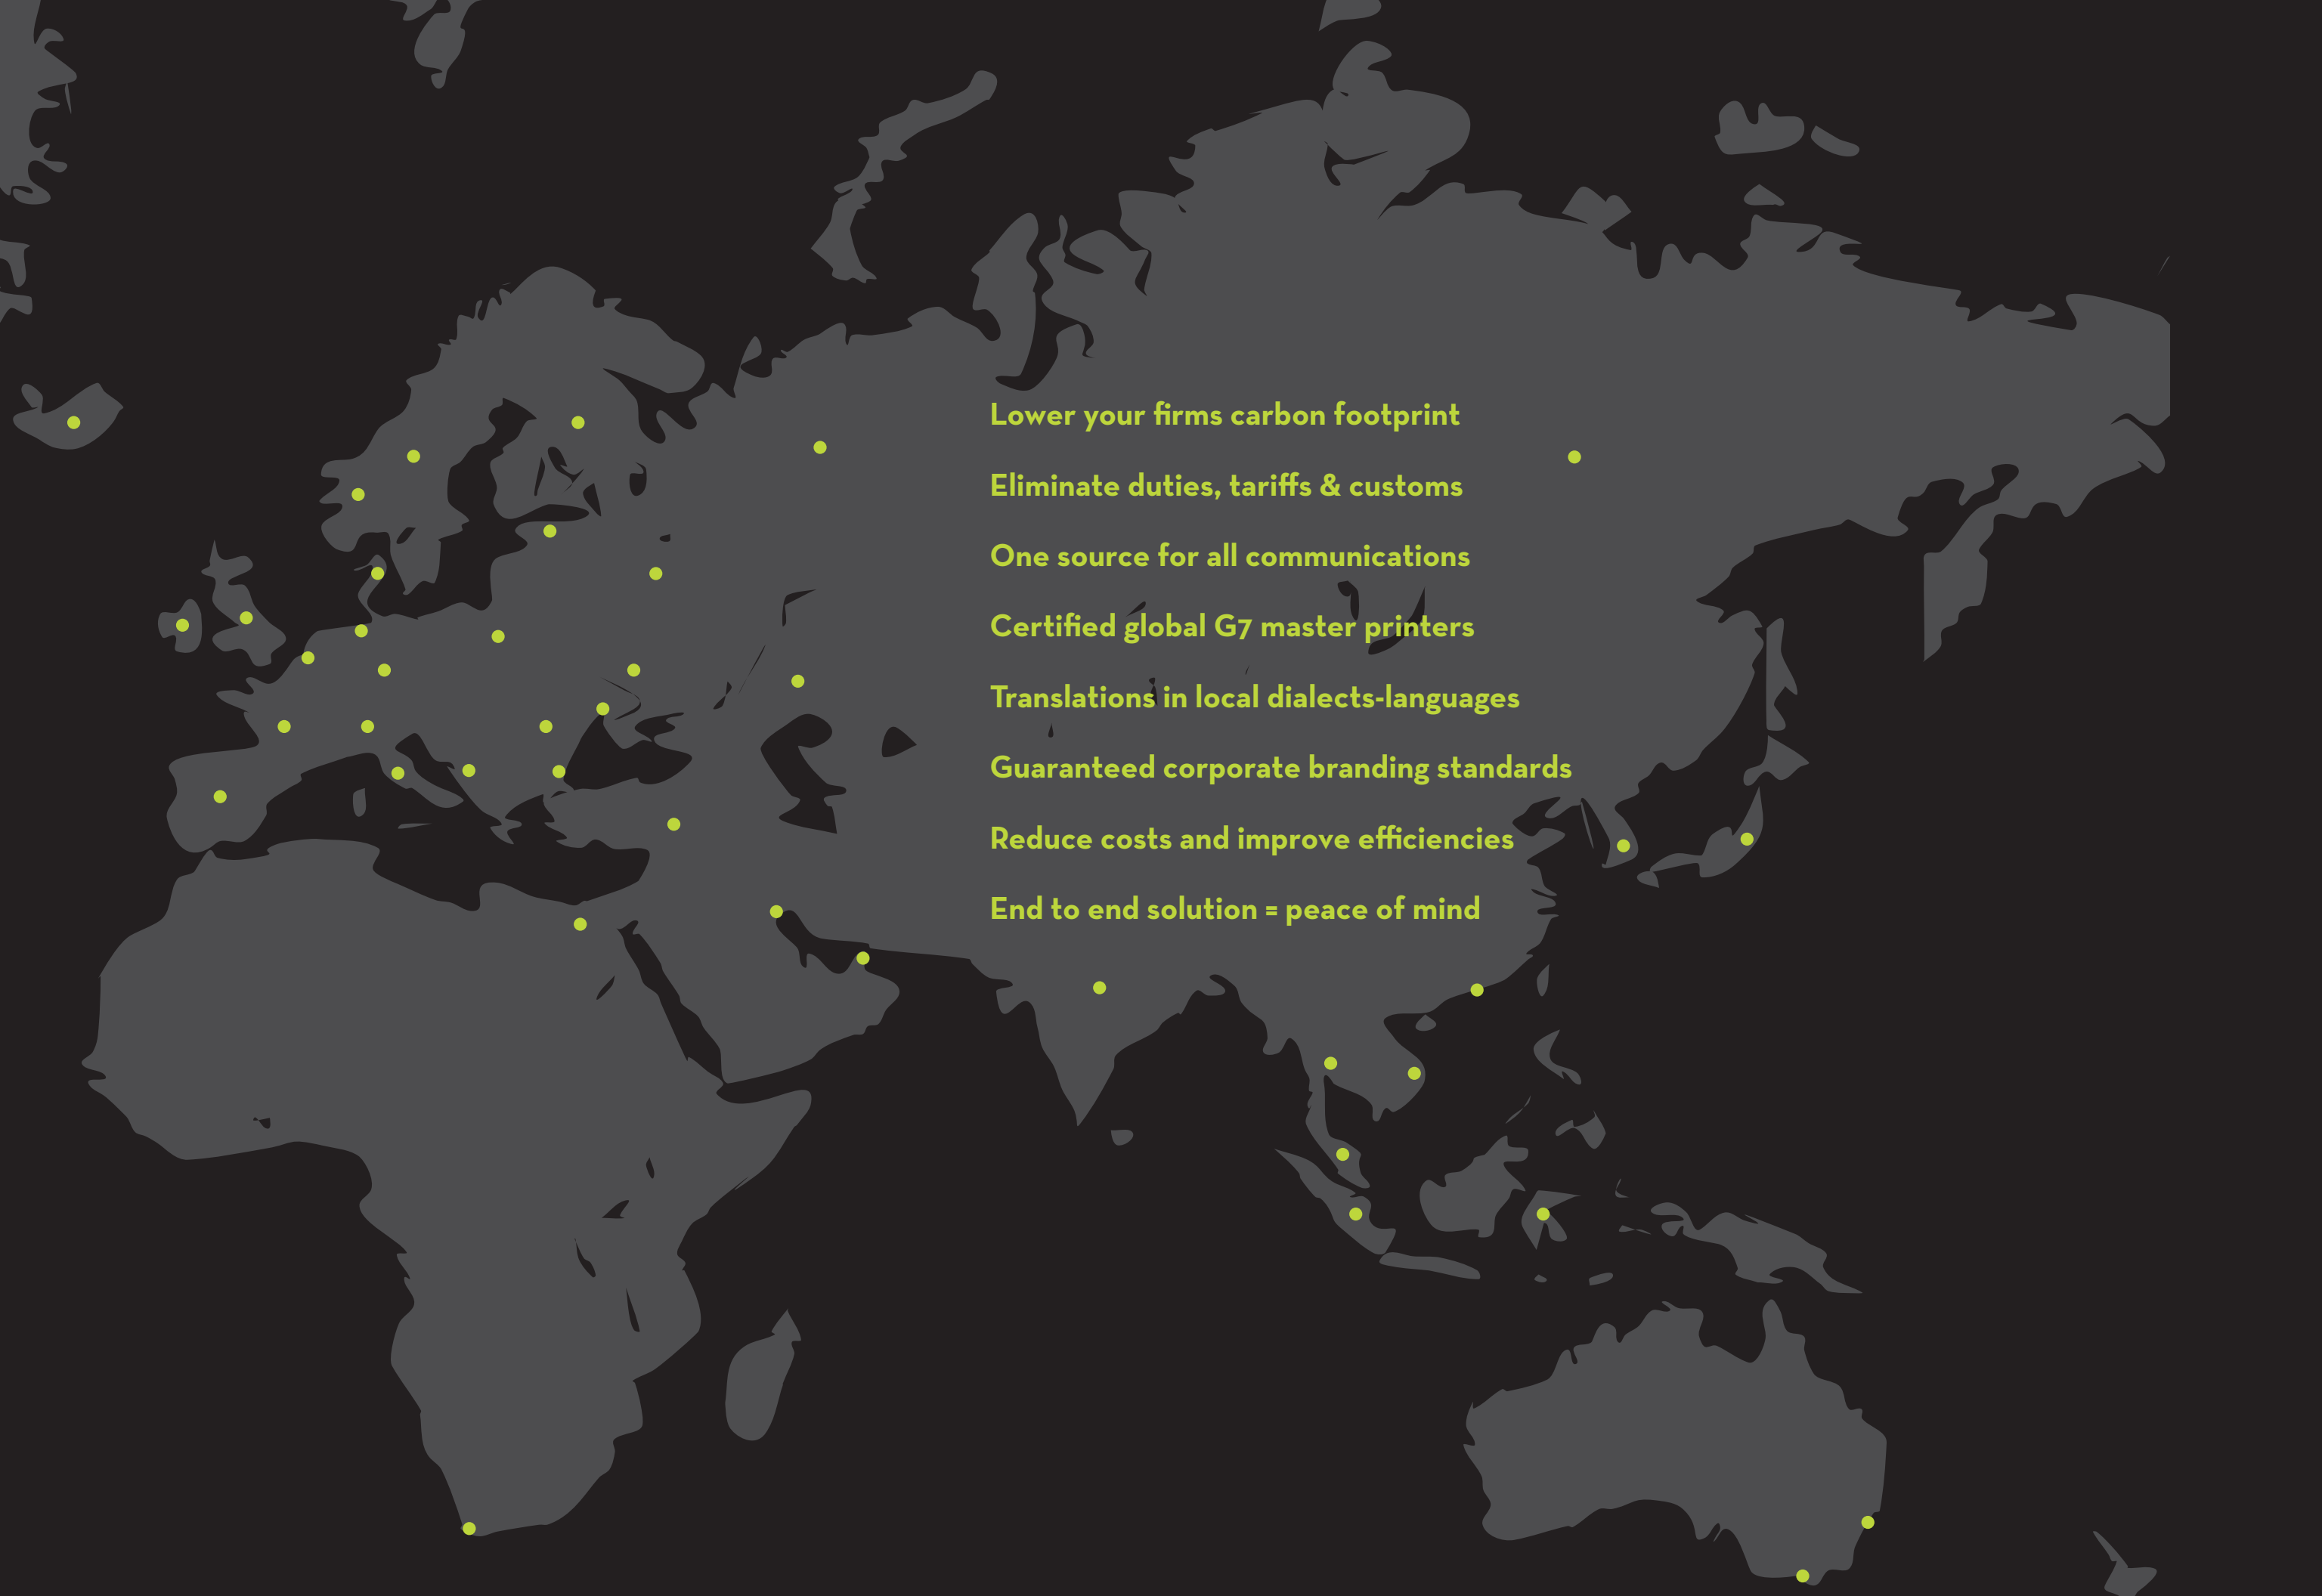 Lower your firms carbon footprint
Eliminate duties, tariffs & customs
One source for all communications
Certified global G7 master printers
Translations in local dialects-languages
Guaranteed corporate branding standards
Reduce costs and improve efficiencies
End to end solution = peace of mind